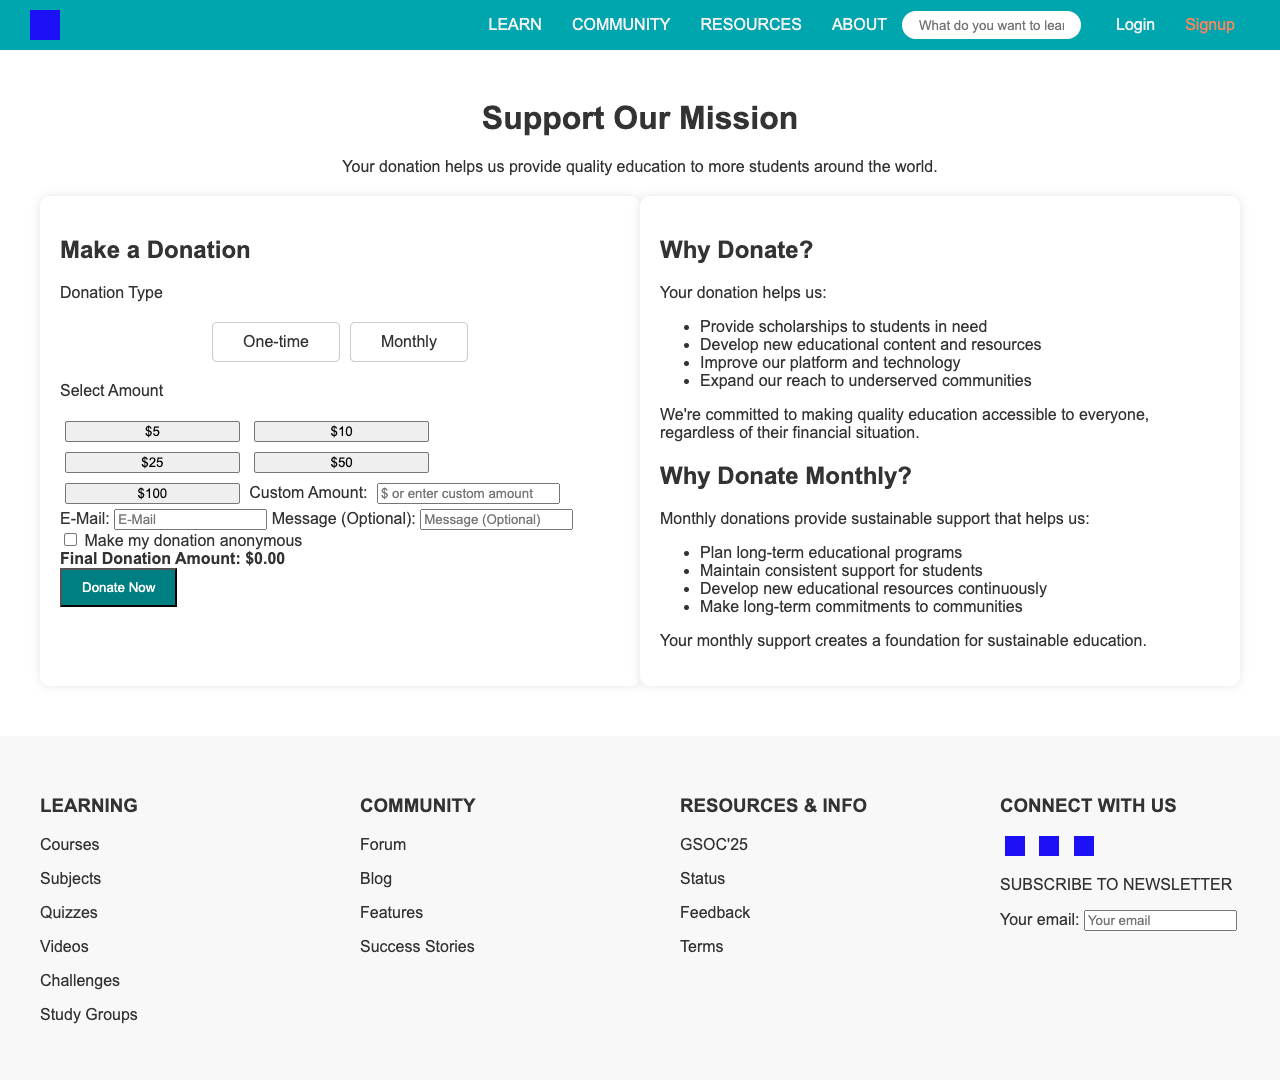 LEARN COMMUNITY RESOURCES ABOUT What do you want to lear Login Signup
Support Our Mission
Your donation helps us provide quality education to more students around the world.
Make a Donation
Donation Type
One-time Monthly
Select Amount
$5 $10
$25 $50
$100 Custom Amount: $ or enter custom amount
E-Mail: E-Mail Message (Optional): Message (Optional)
Make my donation anonymous
Final Donation Amount: $0.00
Donate Now
Why Donate?
Your donation helps us:
• Provide scholarships to students in need
• Develop new educational content and resources
• Improve our platform and technology
• Expand our reach to underserved communities
We're committed to making quality education accessible to everyone,
regardless of their financial situation.
Why Donate Monthly?
Monthly donations provide sustainable support that helps us:
• Plan long-term educational programs
• Maintain consistent support for students
• Develop new educational resources continuously
• Make long-term commitments to communities
Your monthly support creates a foundation for sustainable education.
LEARNING
Courses
Subjects
Quizzes
Videos
Challenges
Study Groups
COMMUNITY
Forum
Blog
Features
Success Stories
RESOURCES & INFO
GSOC'25
Status
Feedback
Terms
CONNECT WITH US
SUBSCRIBE TO NEWSLETTER
Your email: Your email